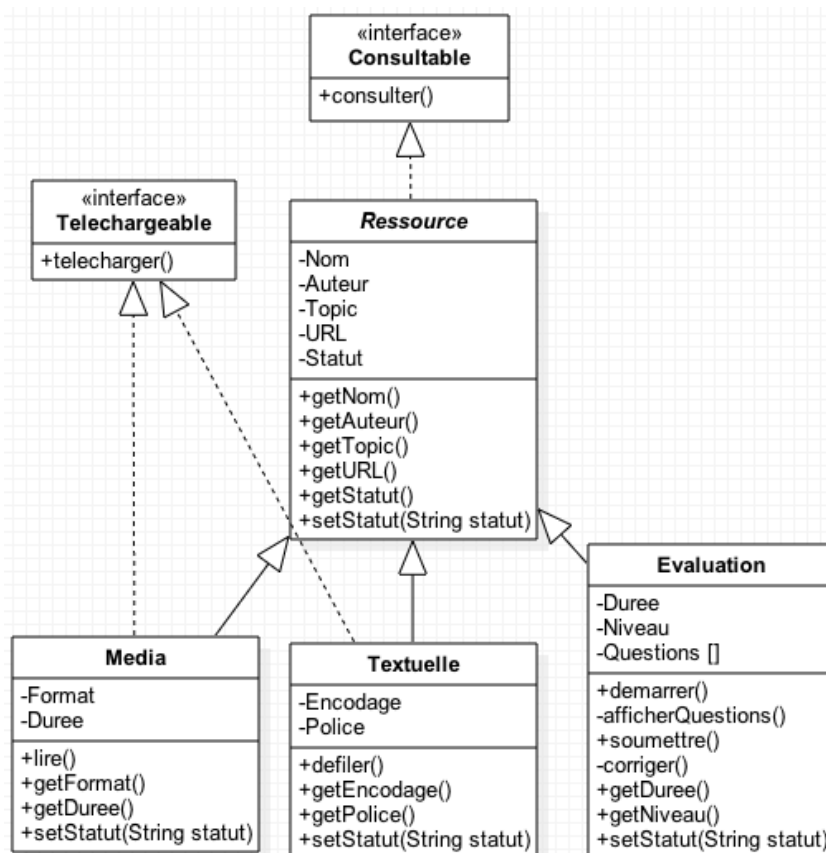 «interface»
Consultable
+consulter()
«interface»
Telechargeable
+telecharger()
Ressource
-Nom
-Auteur
-Topic
-URL
-Statut
+getNom()
+getAuteur()
+getTopic()
+getURL()
+getStatut()
+setStatut(String statut)
Media
-Format
-Duree
+lire()
+getFormat()
+getDuree()
+setStatut(String statut)
Textuelle
-Encodage
-Police
+defiler()
+getEncodage()
+getPolice()
+setStatut(String statut)
Evaluation
-Duree
-Niveau
-Questions []
+demarrer()
-afficherQuestions()
+soumettre()
-corriger()
+getDuree()
+getNiveau()
+setStatut(String statut)